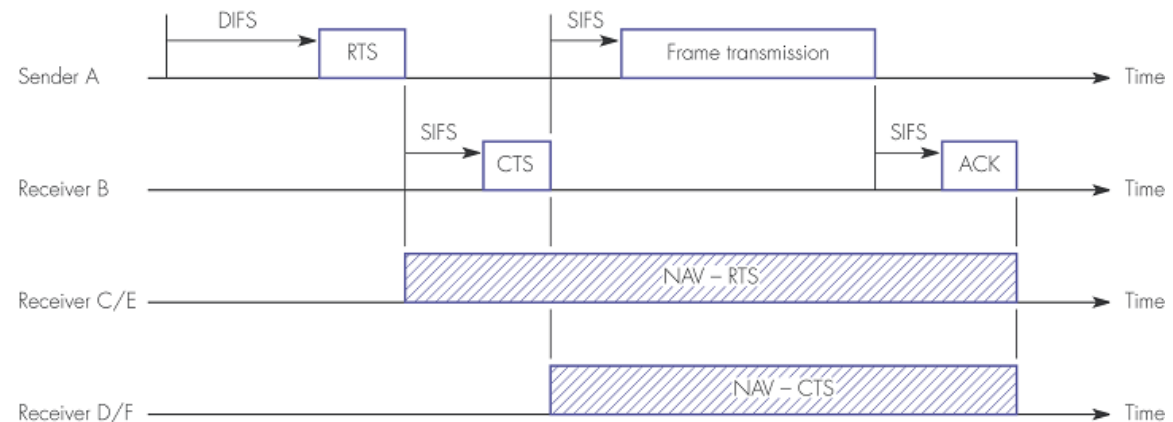 DIFS
SIFS
RTS
Frame transmission
Sender A
Time
SIFS
SIFS
CTS
ACK
Receiver B
Time
NAV – RTS
Receiver C/E
Time
NAV – CTS
Receiver D/F
Time